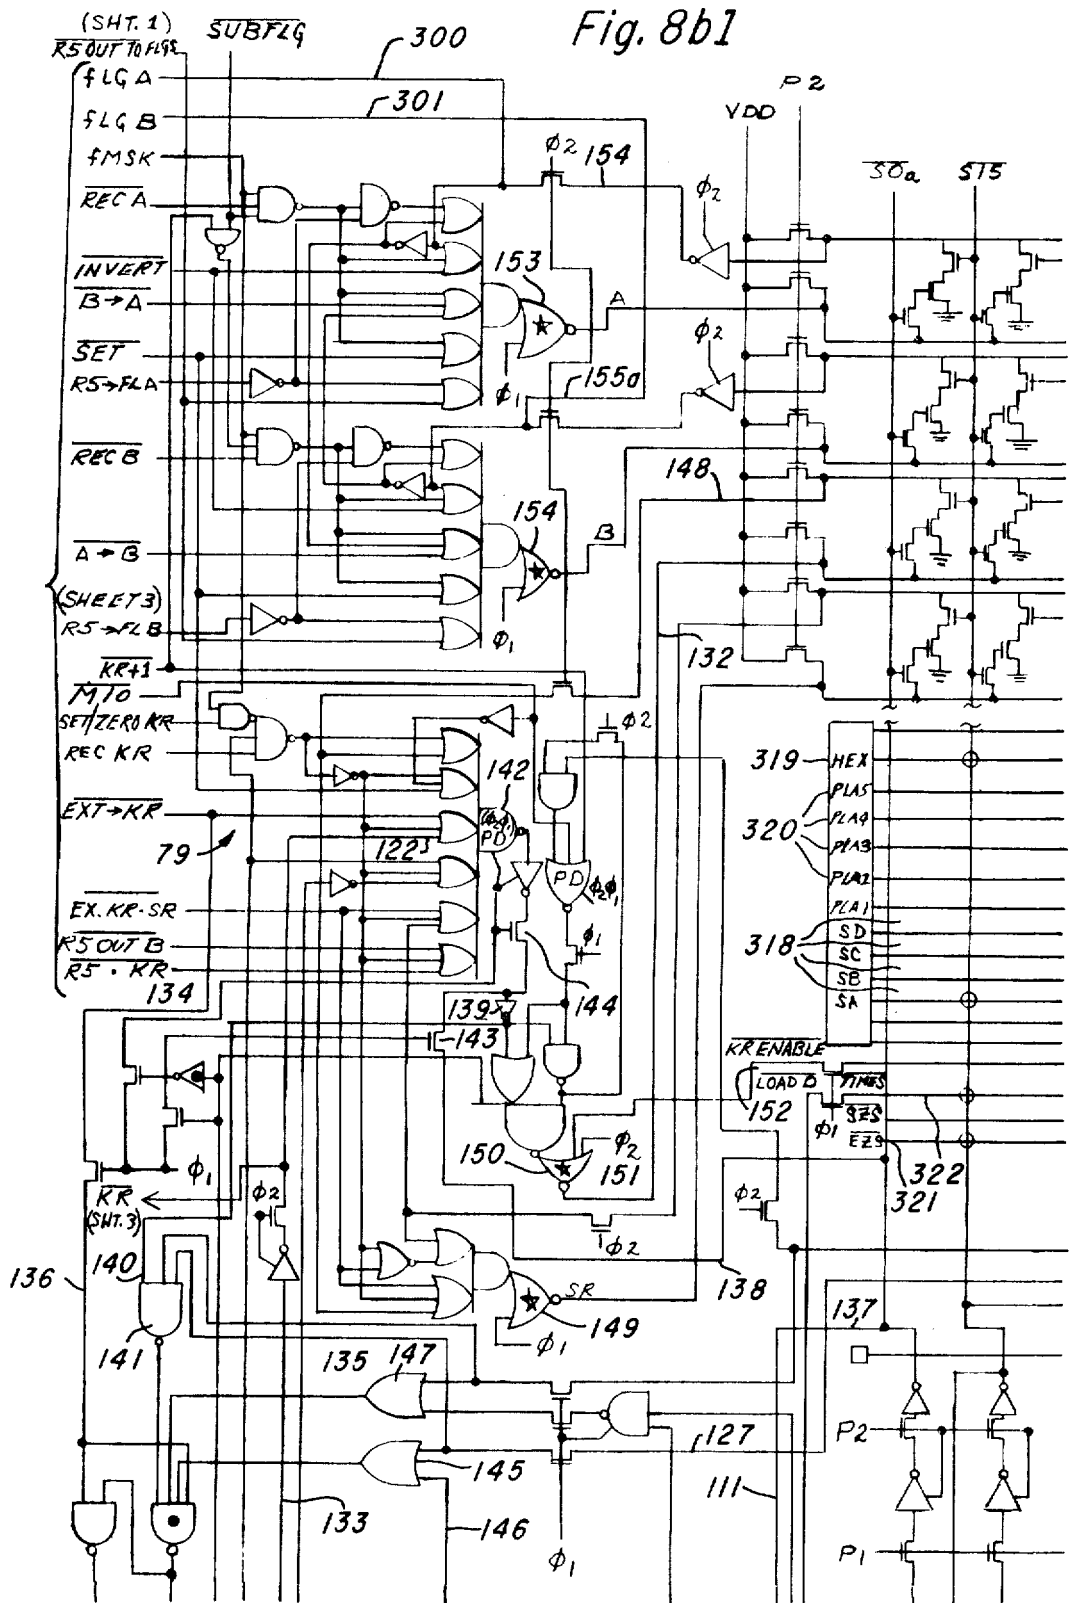 Fig. 8b1
(SHT. 1)
R5 OUT TO FLGS
SUBFLG
fLG A
300
fLG B
301
fMSK
P2
VDD
φ2
154
REC A
φ2
S0a
ST5
INVERT
153
B→A
A
SET
R5→FLA
φ1
155a
φ2
REC B
148
154
B
A→B
(SHEET 3)
R5→FLB
φ1
132
KR+1
MTO
SET/ZERO KR
φ2
REC KR
142
319
HEX
PLA5
320
PLA4
PLA3
PLA2
PLA1
EXT→KR
PD
79
122
PD
φ2φ1
EX. KR·SR
φ1
318
SD
SC
SB
SA
R5 OUT B
R5 · KR
134
139
144
143
KR ENABLE
LOAD B
TIMES
152
φ1
SZS
EZS
322
321
150
φ2
151
φ1
KR
(SHT. 3)
φ2
φ2
φ2
140
136
138
SR
149
φ1
137
141
135
147
127
P2
145
111
133
146
φ1
P1